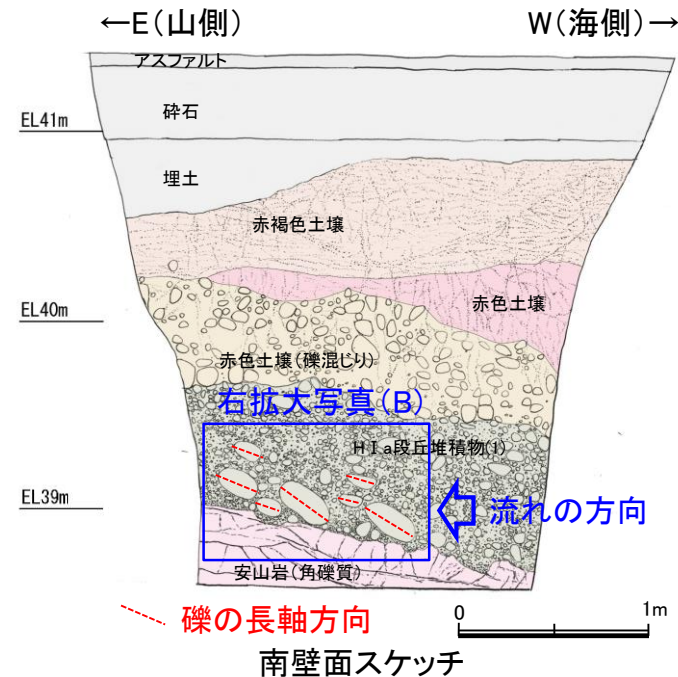 ←E(山側)
W(海側)→
アスファルト
砕石
EL41m
埋土
赤褐色土壌
赤色土壌
EL40m
赤色土壌(礫混じり)
右拡大写真(B)
HⅠa段丘堆積物(1)
EL39m
流れの方向
安山岩(角礫質)
礫の長軸方向
0
1m
南壁面スケッチ